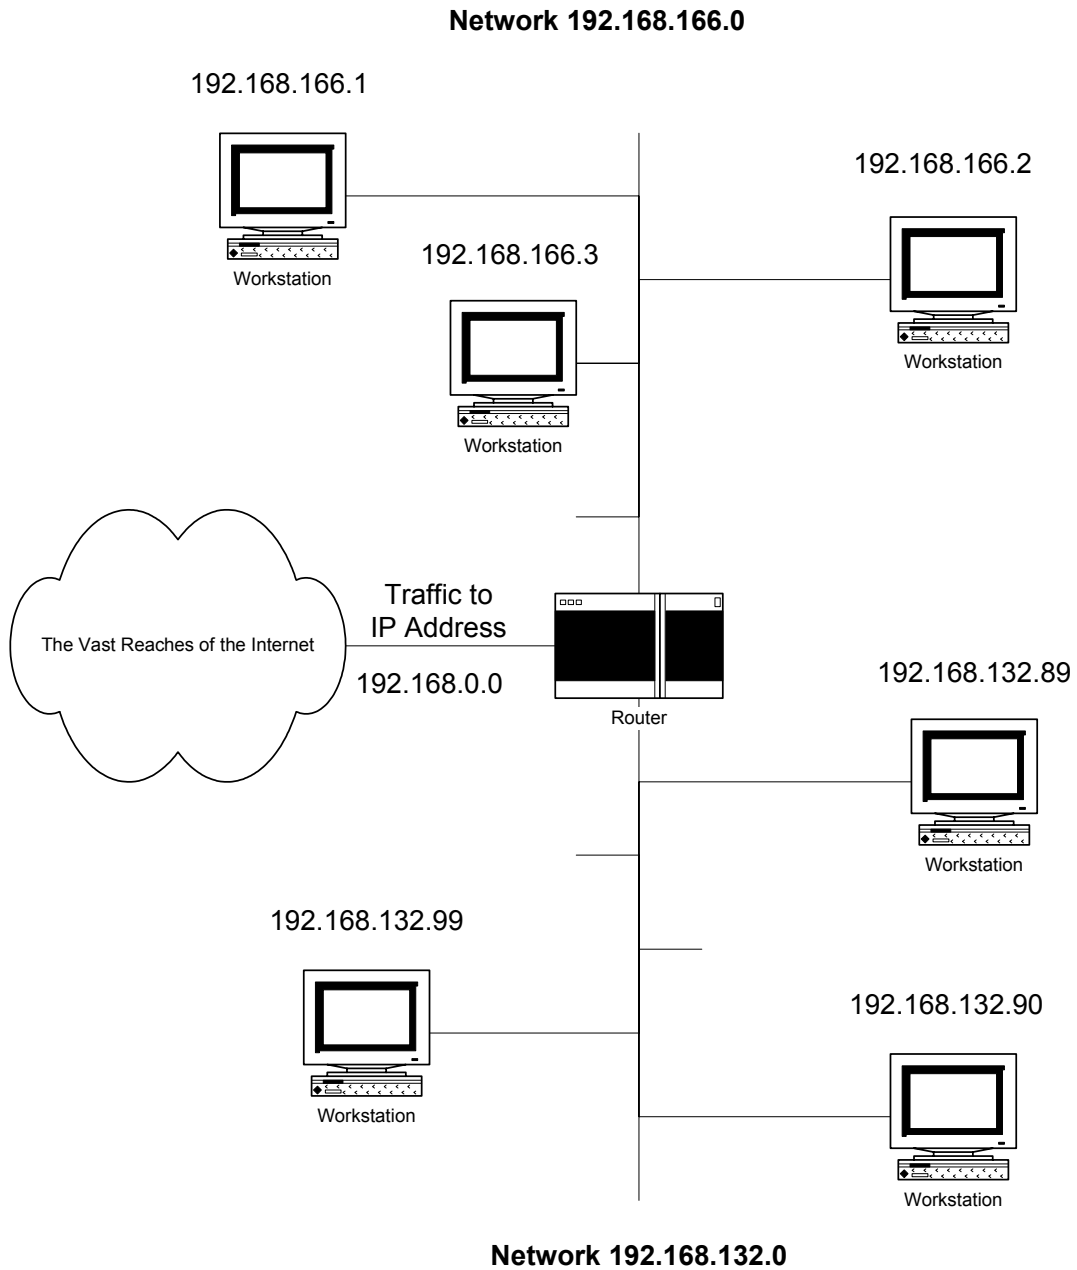 Network 192.168.166.0
192.168.166.1
192.168.166.2
Workstation
192.168.166.3
Workstation
Workstation
Traffic to
IP Address
The Vast Reaches of the Internet
192.168.0.0
192.168.132.89
Router
Workstation
192.168.132.99
192.168.132.90
Workstation
Workstation
Network 192.168.132.0